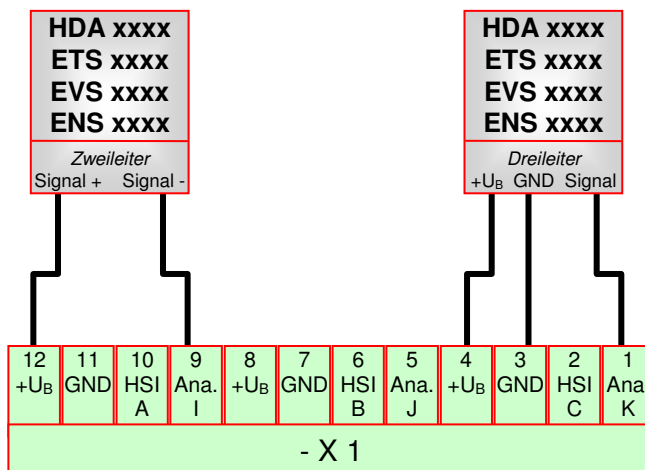 HDA xxxx
ETS xxxx
EVS xxxx
ENS xxxx
Zweileiter
Signal + Signal -
HDA xxxx
ETS xxxx
EVS xxxx
ENS xxxx
Dreileiter
+UB GND Signal
12 11 10 9 8 7 6 5 4 3 2 1
+UB GND HSI Ana. +UB GND HSI Ana. +UB GND HSI Ana
A I B J C K
- X 1